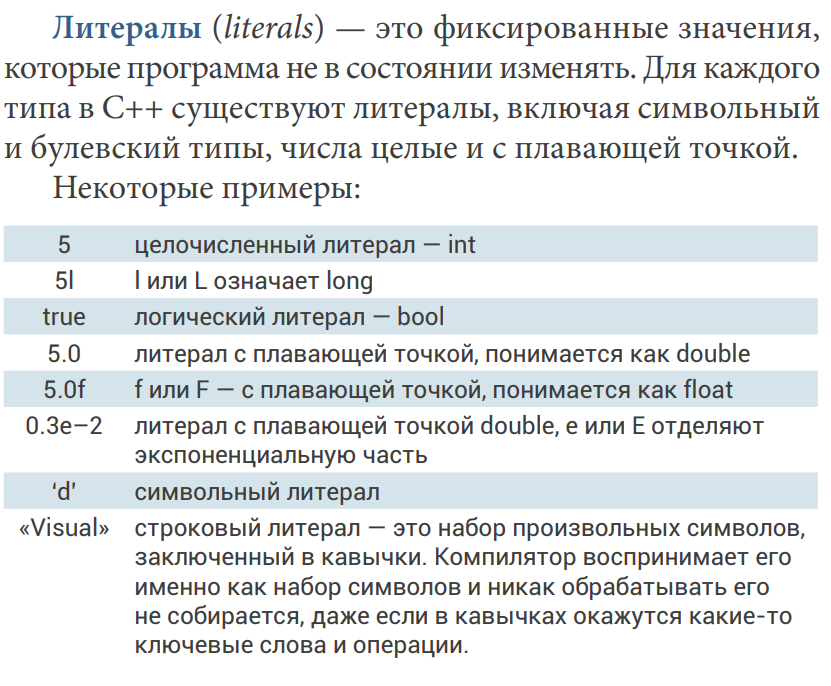 Литералы (literals) — это фиксированные значения,
которые программа не в состоянии изменять. Для каждого
типа в C++ существуют литералы, включая символьный
и булевский типы, числа целые и с плавающей точкой.
Некоторые примеры:
5 целочисленный литерал — int
5l l или L означает long
true логический литерал — bool
5.0 литерал с плавающей точкой, понимается как double
5.0f f или F — с плавающей точкой, понимается как float
0.3e−2 литерал с плавающей точкой double, e или E отделяют
экспоненциальную часть
‘d’ символьный литерал
«Visual» строковый литерал — это набор произвольных символов,
заключенный в кавычки. Компилятор воспринимает его
именно как набор символов и никак обрабатывать его
не собирается, даже если в кавычках окажутся какие-то
ключевые слова и операции.